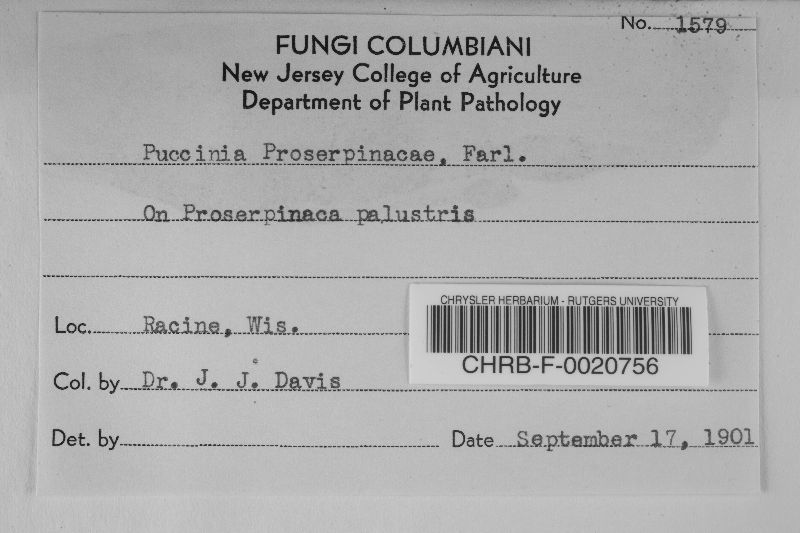 No. 1579
FUNGI COLUMBIANI
New Jersey College of Agriculture
Department of Plant Pathology
Puccinia Proserpinacae, Farl.
On Proserpinaca palustris
Loc. Racine, Wis.
CHRYSLER HERBARIUM - RUTGERS UNIVERSITY
CHRB-F-0020756
Col. by Dr. J. J. Davis
Det. by
Date September 17, 1901